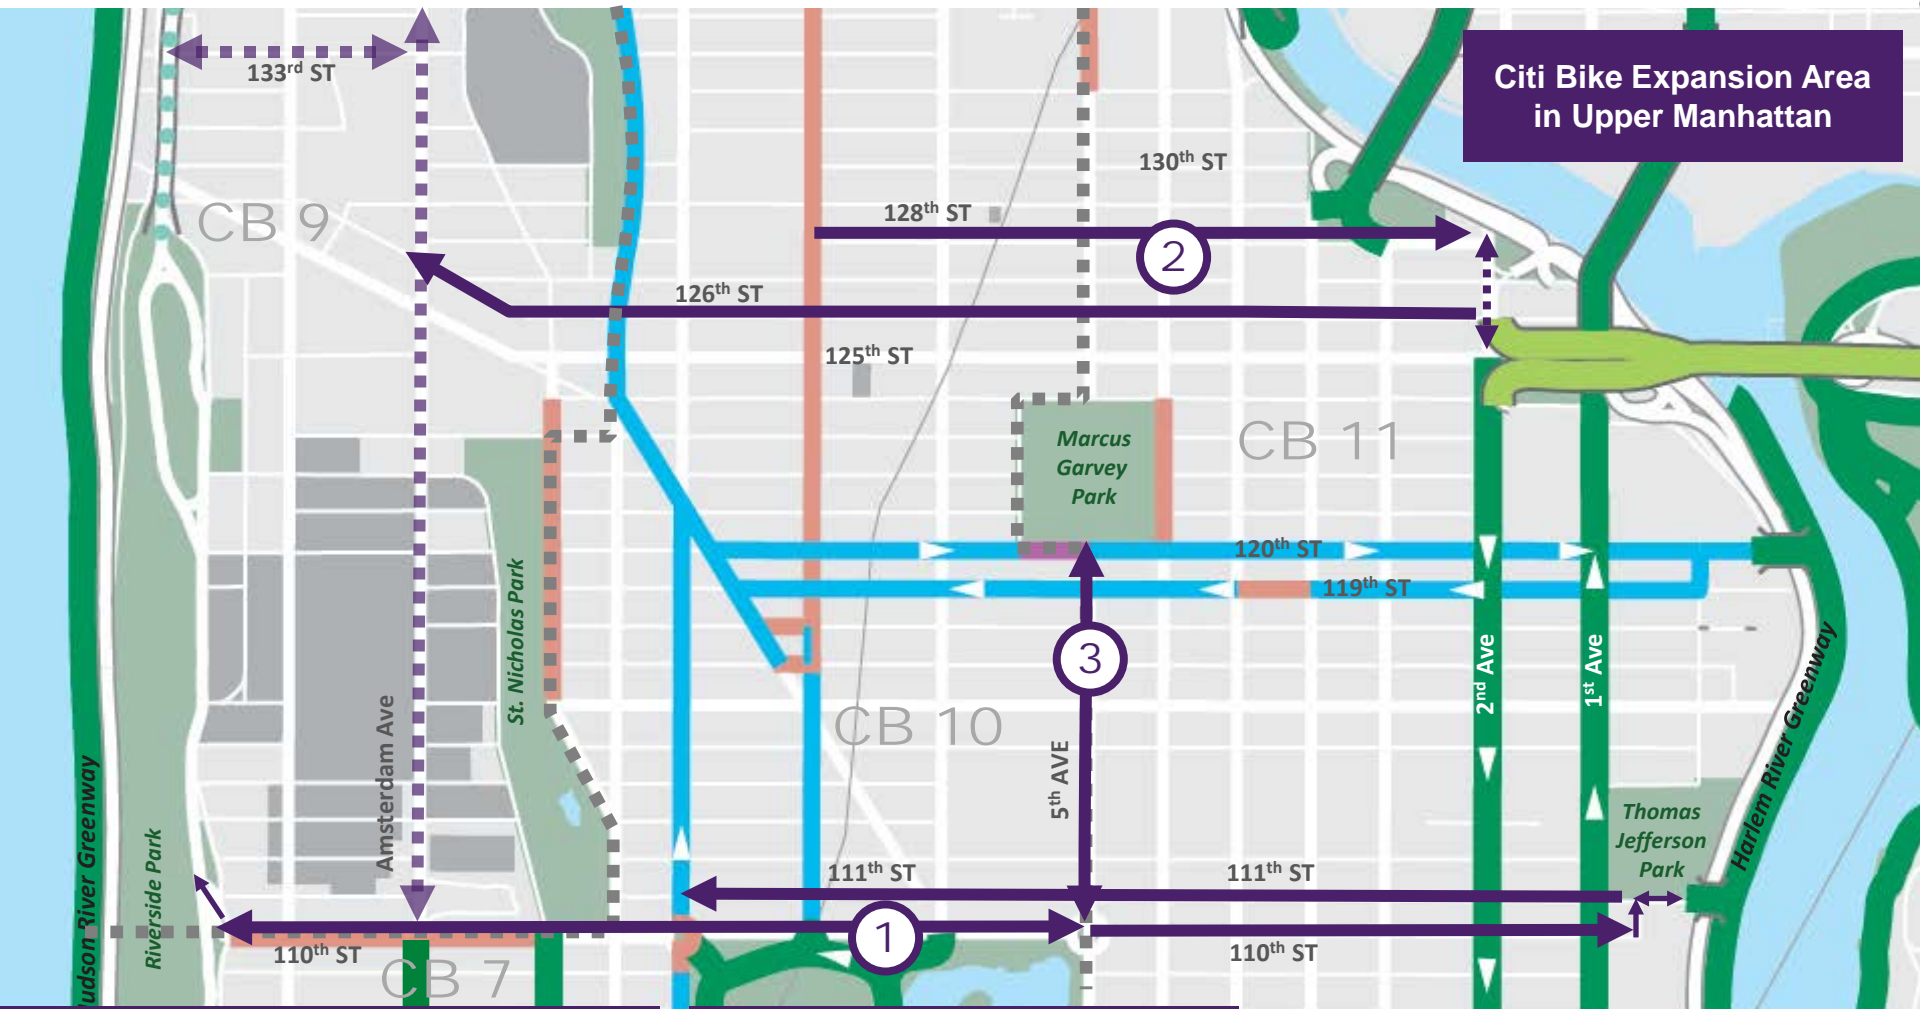 133rd ST
Citi Bike Expansion Area
in Upper Manhattan
130th ST
CB 9
128th ST
2
126th ST
125th ST
Marcus
Garvey
Park
CB 11
120th ST
119th ST
St. Nicholas Park
3
2nd Ave
1st Ave
Harlem River Greenway
Amsterdam Ave
CB 10
5th AVE
Hudson River Greenway
Riverside Park
Thomas
Jefferson
Park
111th ST
111th ST
1
110th ST
110th ST
CB 7